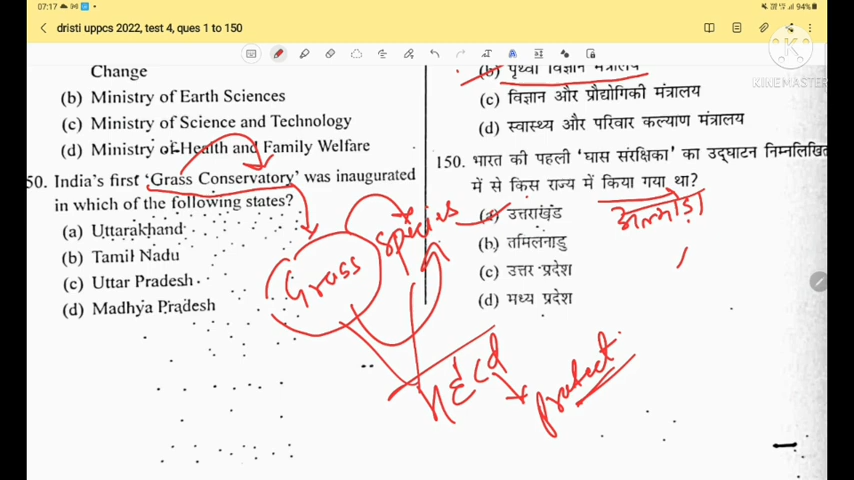 07:17
94%
dristi uppcs 2022, test 4, ques 1 to 150
KINEMASTER
Change
(b) Ministry of Earth Sciences
(c) Ministry of Science and Technology
(d) Ministry of Health and Family Welfare
50. India's first 'Grass Conservatory' was inaugurated
in which of the following states?
(a) Uttarakhand
(b) Tamil Nadu
(c) Uttar Pradesh
(d) Madhya Pradesh
(b) पृथ्वी विज्ञान मंत्रालय
(c) विज्ञान और प्रौद्योगिकी मंत्रालय
(d) स्वास्थ्य और परिवार कल्याण मंत्रालय
150. भारत की पहली 'घास संरक्षिका' का उद्घाटन निम्नलिखित
में से किस राज्य में किया गया था?
(a) उत्तराखंड
(b) तमिलनाडु
(c) उत्तर प्रदेश
(d) मध्य प्रदेश
अल्मोड़ा
species
Grass
protect